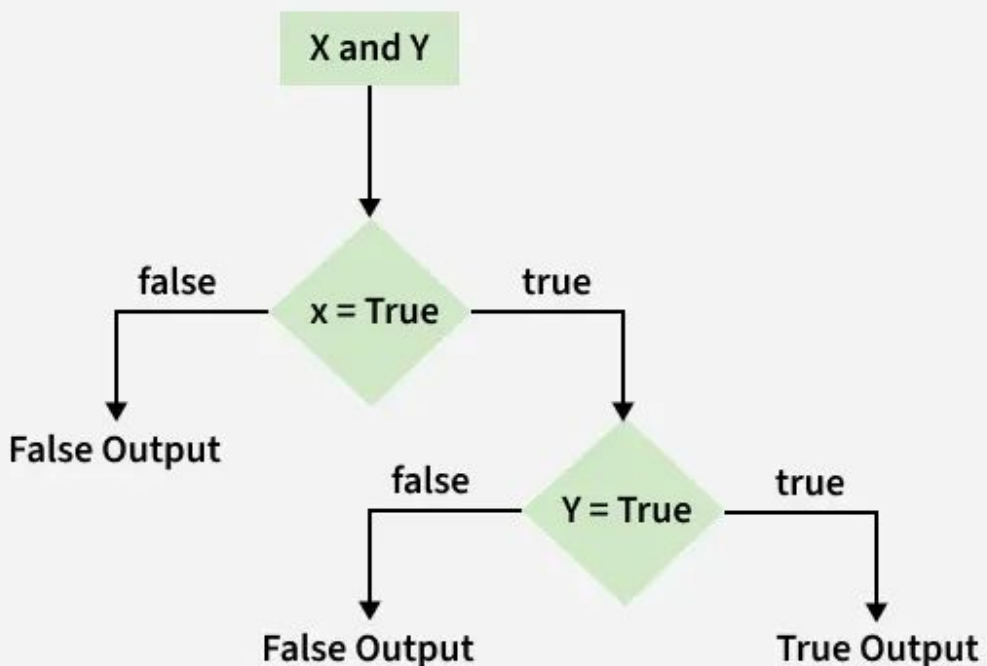 X and Y
false
true
x = True
False Output
false
true
Y = True
False Output
True Output